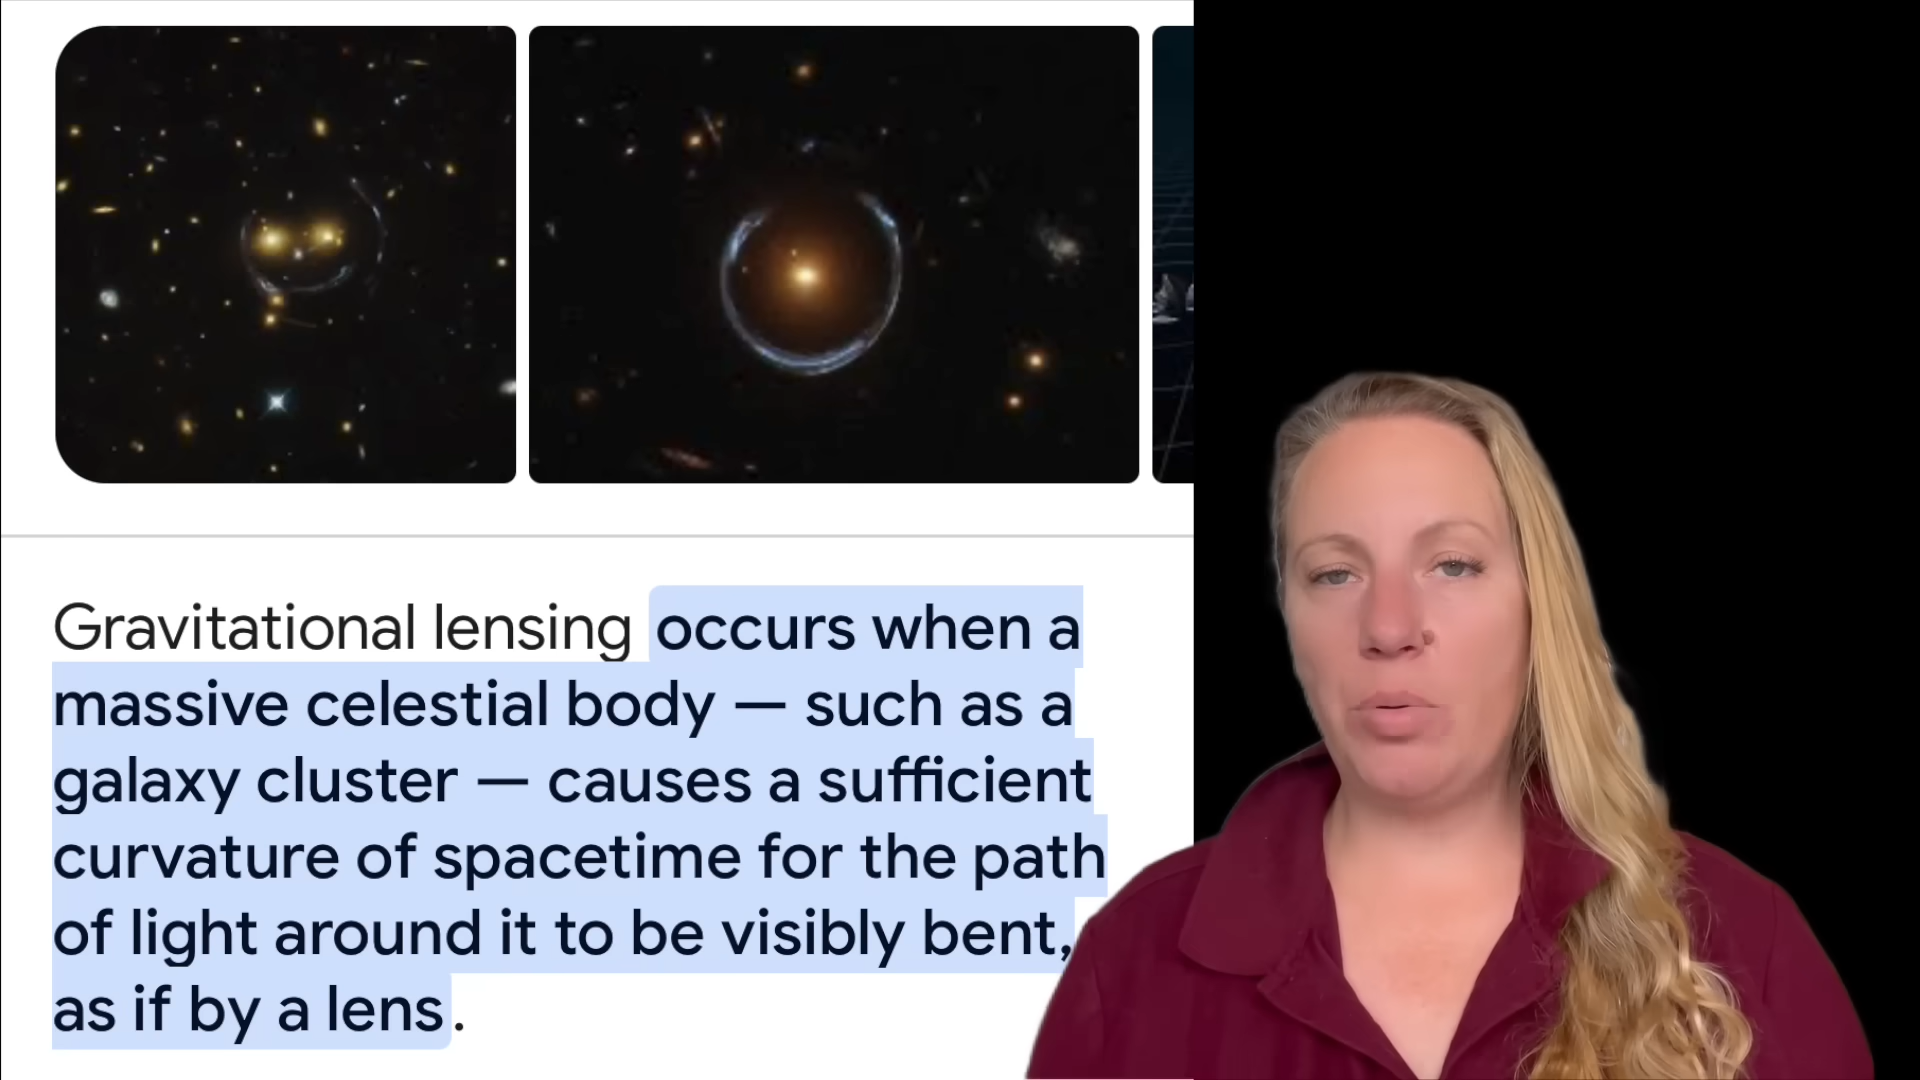 Gravitational lensing occurs when a
massive celestial body — such as a
galaxy cluster — causes a sufficient
curvature of spacetime for the path
of light around it to be visibly bent,
as if by a lens.